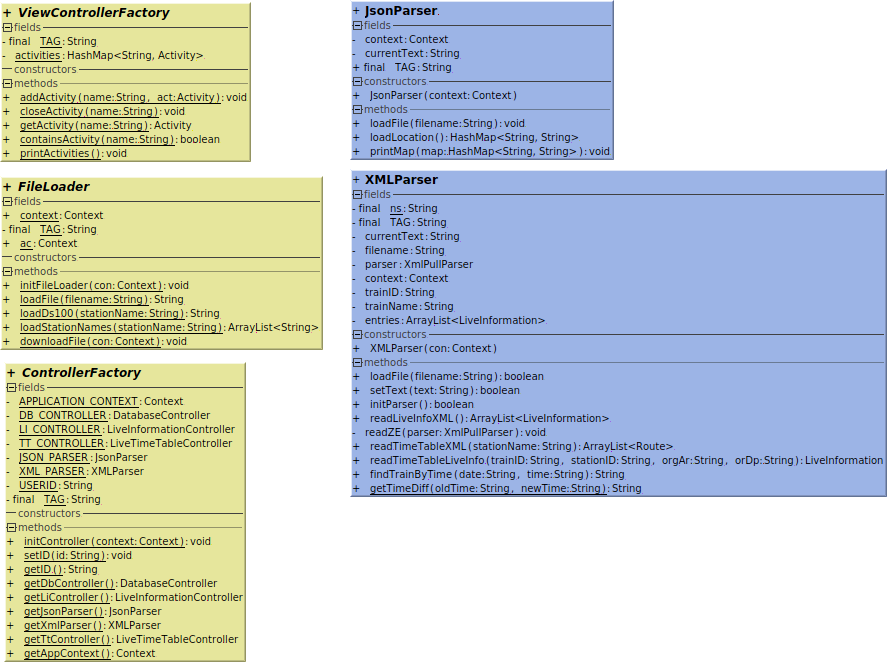 + ViewControllerFactory
fields
- final TAG:String
- activities:HashMap<String, Activity>
constructors
methods
+ addActivity(name:String, act:Activity):void
+ closeActivity(name:String):void
+ getActivity(name:String):Activity
+ containsActivity(name:String):boolean
+ printActivities():void
+ FileLoader
fields
+ context:Context
- final TAG:String
+ ac:Context
constructors
methods
+ initFileLoader(con:Context):void
+ loadFile(filename:String):String
+ loadDs100(stationName:String):String
+ loadStationNames(stationName:String):ArrayList<String>
+ downloadFile(con:Context):void
+ ControllerFactory
fields
- APPLICATION_CONTEXT:Context
- DB_CONTROLLER:DatabaseController
- LI_CONTROLLER:LiveInformationController
- TT_CONTROLLER:LiveTimeTableController
- JSON_PARSER:JsonParser
- XML_PARSER:XMLParser
- USERID:String
- final TAG:String
constructors
methods
+ initController(context:Context):void
+ setID(id:String):void
+ getID():String
+ getDbController():DatabaseController
+ getLiController():LiveInformationController
+ getJsonParser():JsonParser
+ getXmlParser():XMLParser
+ getTtController():LiveTimeTableController
+ getAppContext():Context
+ JsonParser
fields
- context:Context
- currentText:String
+ final TAG:String
constructors
+ JsonParser(context:Context)
methods
+ loadFile(filename:String):void
+ loadLocation():HashMap<String, String>
+ printMap(map:HashMap<String, String>):void
+ XMLParser
fields
- final ns:String
- final TAG:String
- currentText:String
- filename:String
- parser:XmlPullParser
- context:Context
- trainID:String
- trainName:String
- entries:ArrayList<LiveInformation>
constructors
+ XMLParser(con:Context)
methods
+ loadFile(filename:String):boolean
+ setText(text:String):boolean
+ initParser():boolean
+ readLiveInfoXML():ArrayList<LiveInformation>
- readZE(parser:XmlPullParser):void
+ readTimeTableXML(stationName:String):ArrayList<Route>
+ readTimeTableLiveInfo(trainID:String, stationID:String, orgAr:String, orDp:String):LiveInformation
+ findTrainByTime(date:String, time:String):String
+ getTimeDiff(oldTime:String, newTime:String):String